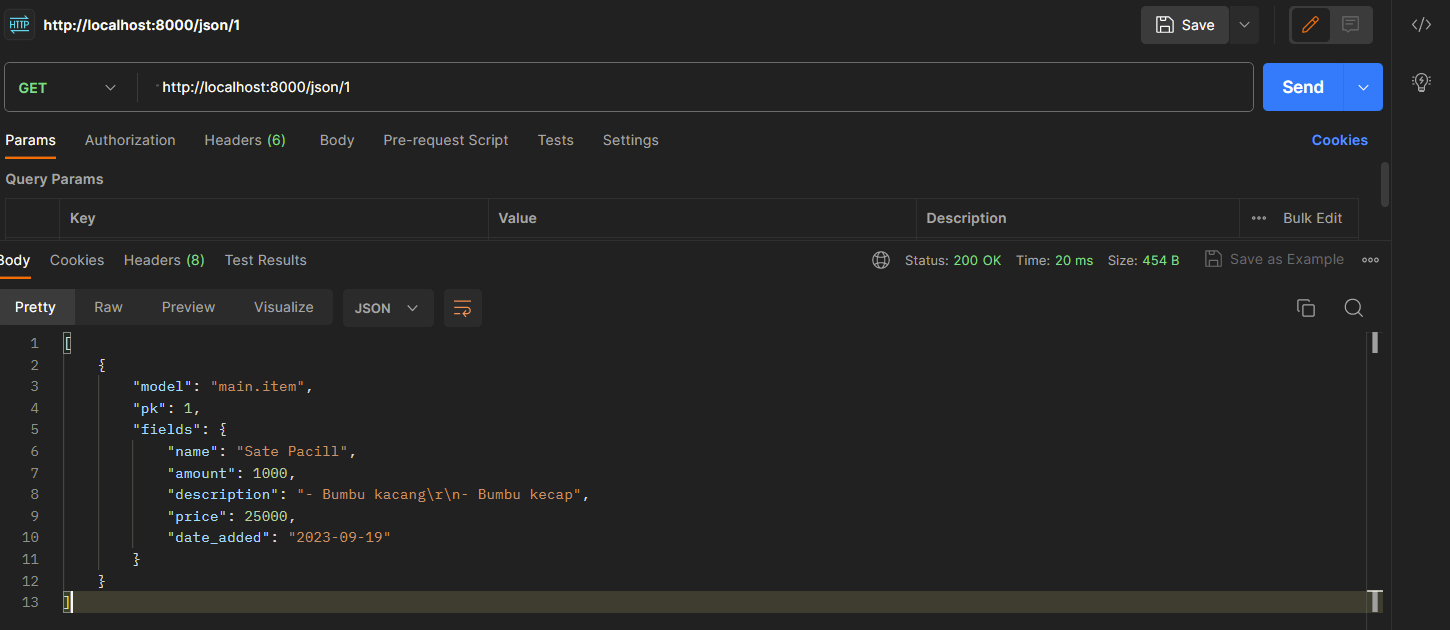 HTTP http://localhost:8000/json/1 Save </>
GET http://localhost:8000/json/1 Send
Params Authorization Headers (6) Body Pre-request Script Tests Settings Cookies
Query Params
Key Value Description ••• Bulk Edit
Body Cookies Headers (8) Test Results Status: 200 OK Time: 20 ms Size: 454 B Save as Example
Pretty Raw Preview Visualize JSON
1 [
2 {
3 "model": "main.item",
4 "pk": 1,
5 "fields": {
6 "name": "Sate Pacill",
7 "amount": 1000,
8 "description": "- Bumbu kacang\r\n- Bumbu kecap",
9 "price": 25000,
10 "date_added": "2023-09-19"
11 }
12 }
13 ]